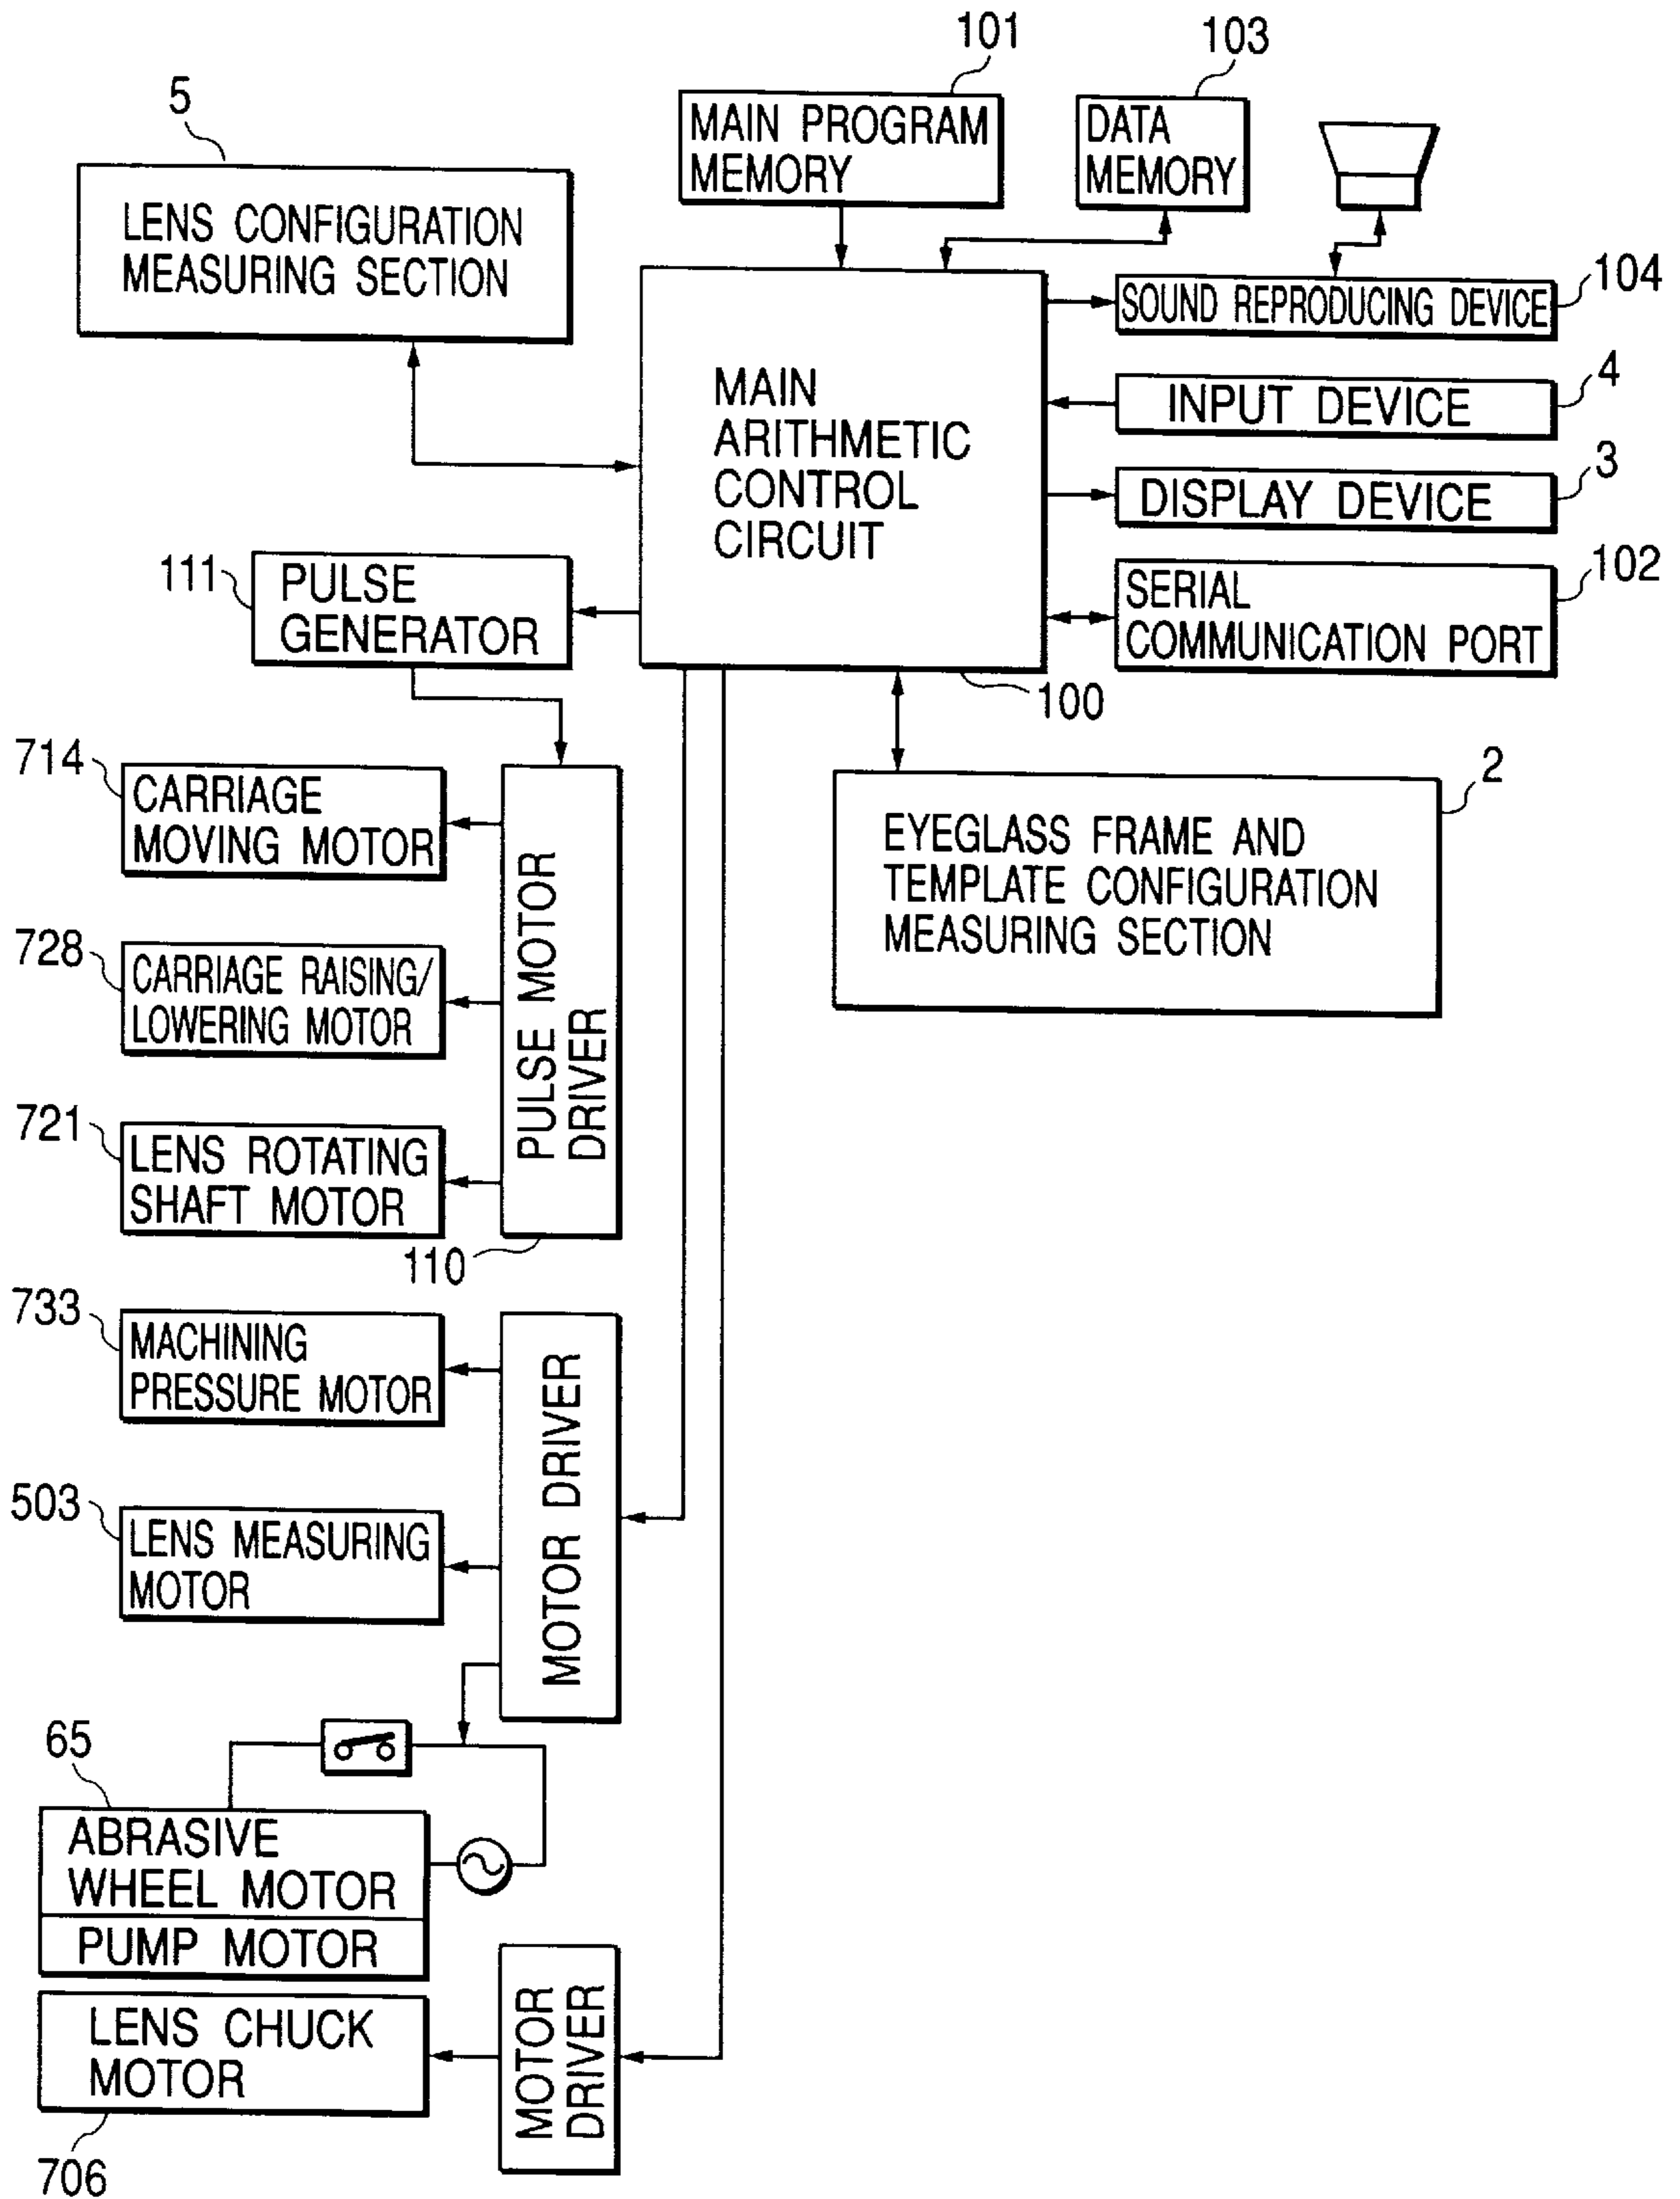 101
103
5
MAIN PROGRAM
MEMORY
DATA
MEMORY
LENS CONFIGURATION
MEASURING SECTION
104
SOUND REPRODUCING DEVICE
4
INPUT DEVICE
MAIN
ARITHMETIC
CONTROL
CIRCUIT
3
DISPLAY DEVICE
102
SERIAL
COMMUNICATION PORT
111
PULSE
GENERATOR
100
714
CARRIAGE
MOVING MOTOR
2
EYEGLASS FRAME AND
TEMPLATE CONFIGURATION
MEASURING SECTION
728
CARRIAGE RAISING/
LOWERING MOTOR
PULSE MOTOR
DRIVER
721
LENS ROTATING
SHAFT MOTOR
110
733
MACHINING
PRESSURE MOTOR
MOTOR DRIVER
503
LENS MEASURING
MOTOR
65
ABRASIVE
WHEEL MOTOR
PUMP MOTOR
LENS CHUCK
MOTOR
MOTOR
DRIVER
706